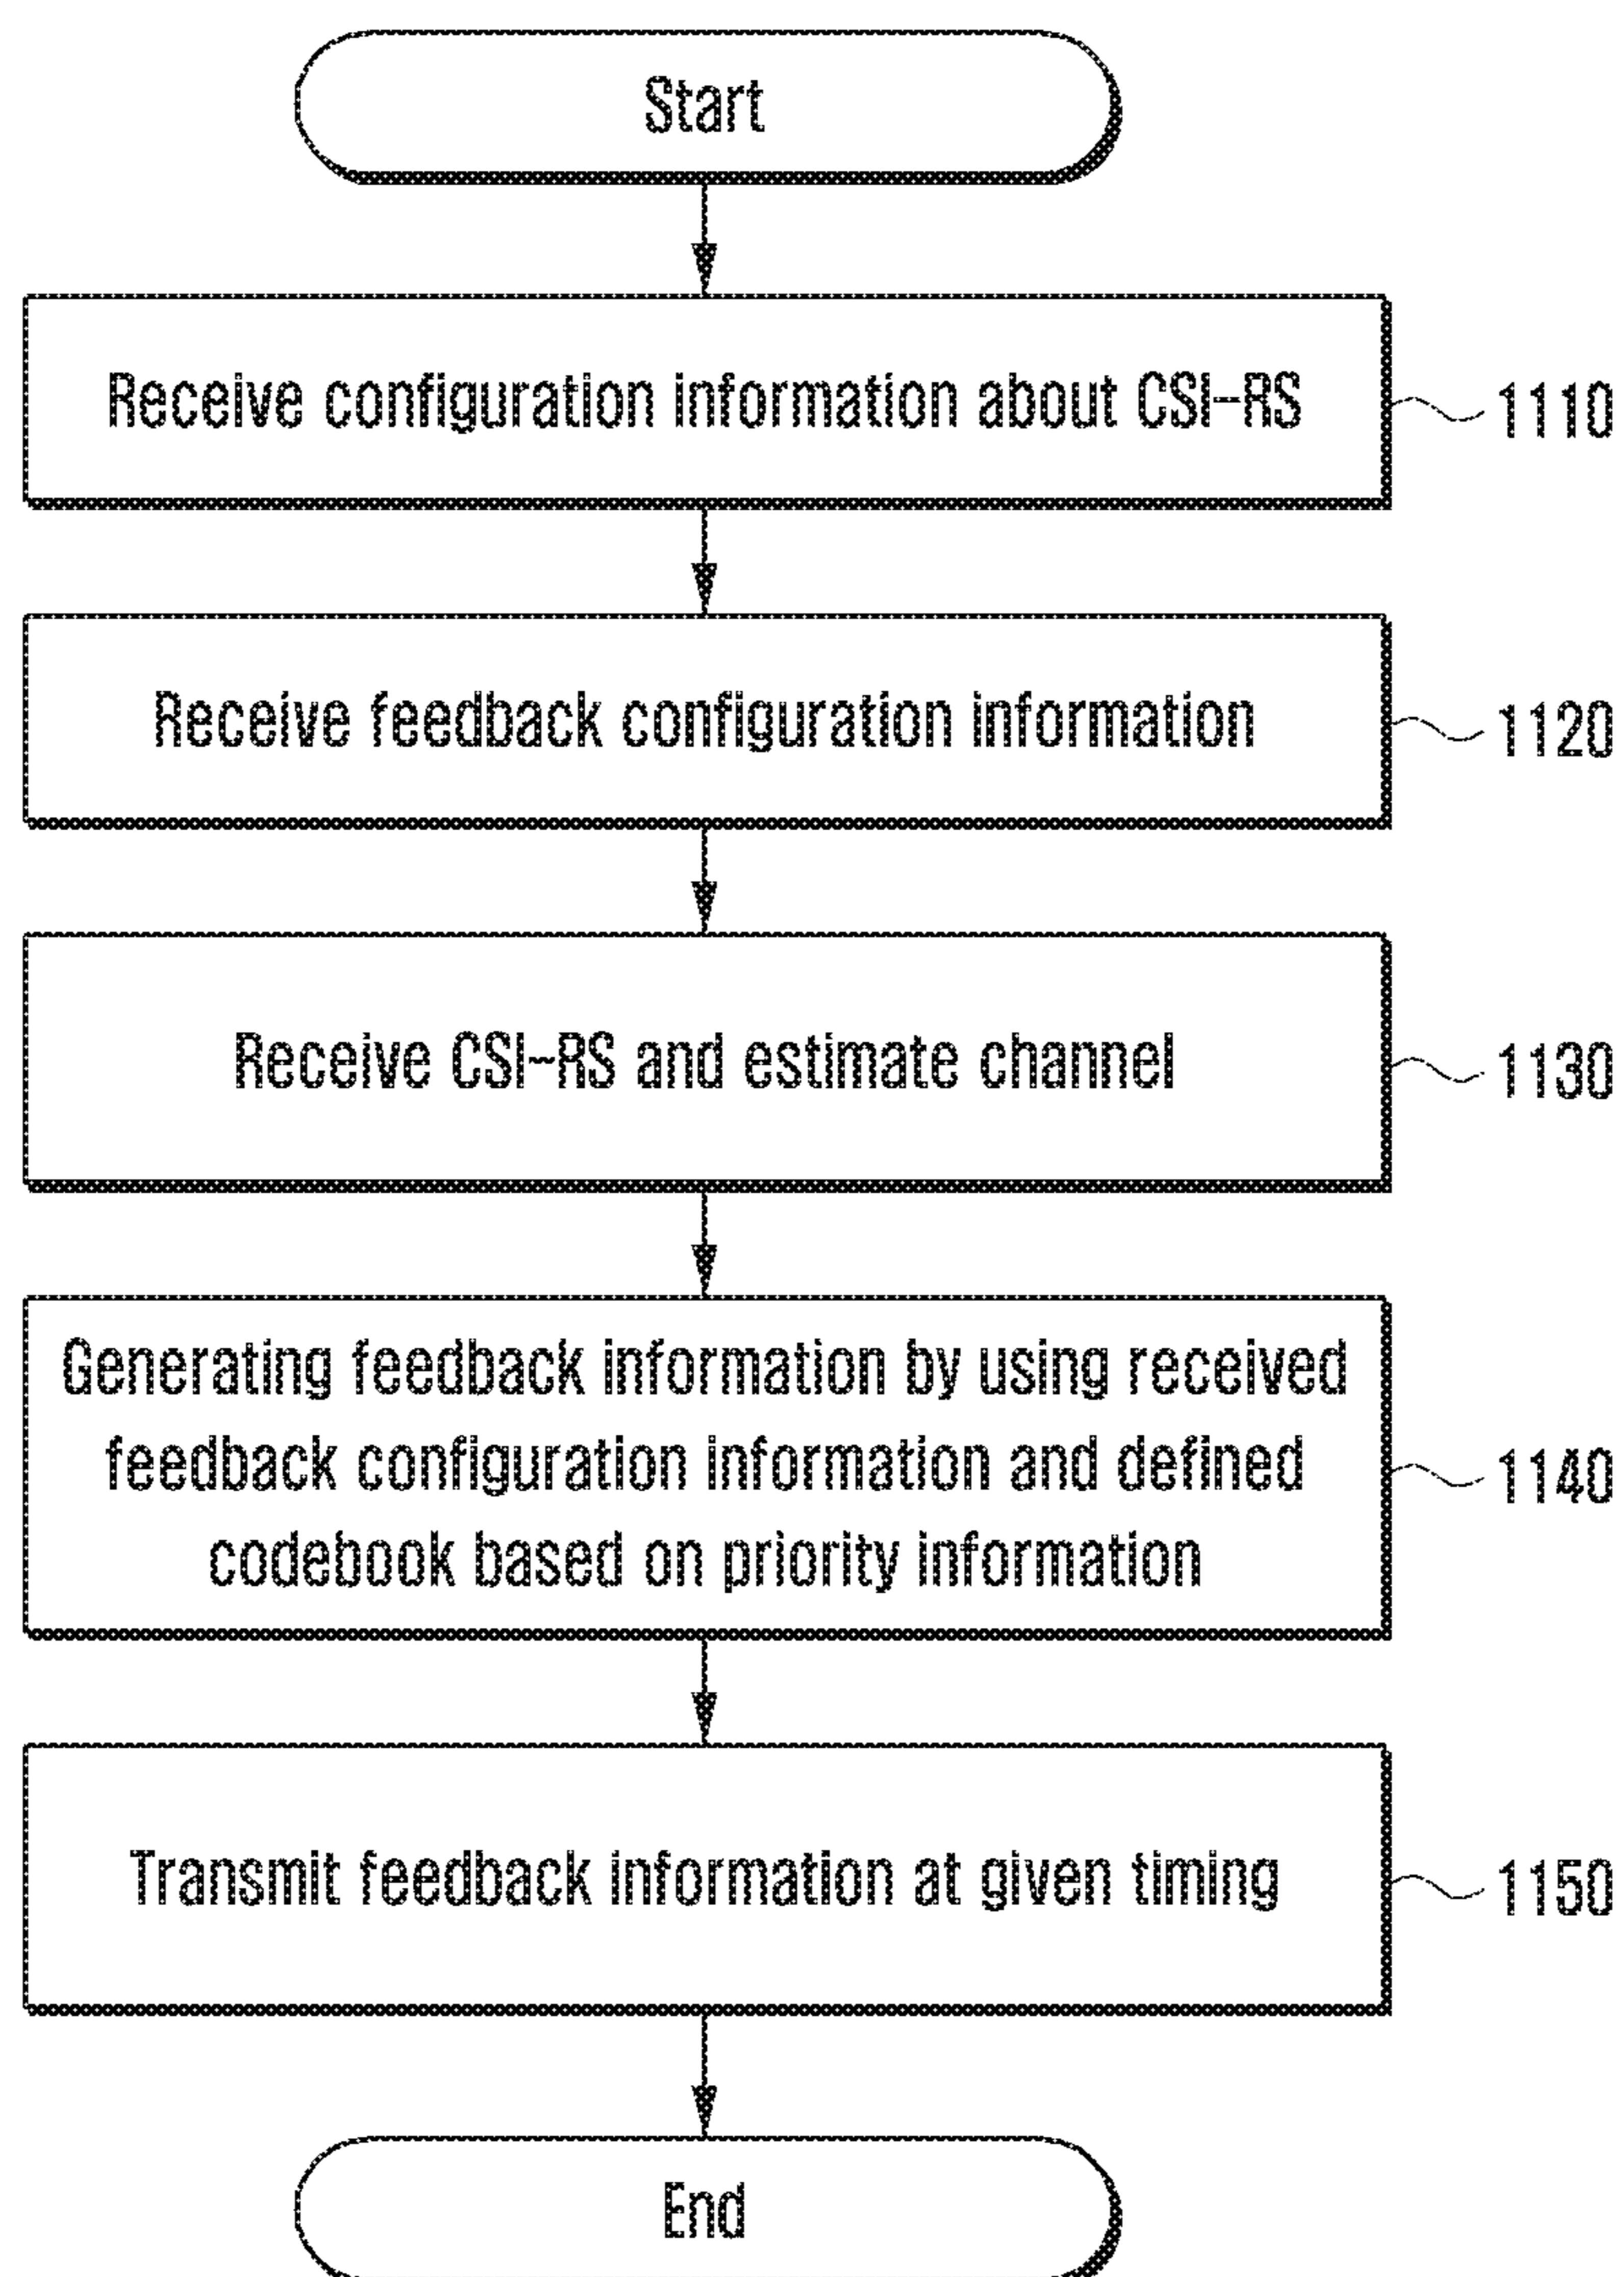 Start
Receive configuration information about CSI-RS
1110
Receive feedback configuration information
1120
Receive CSI-RS and estimate channel
1130
Generating feedback information by using received
feedback configuration information and defined
codebook based on priority information
1140
Transmit feedback information at given timing
1150
End